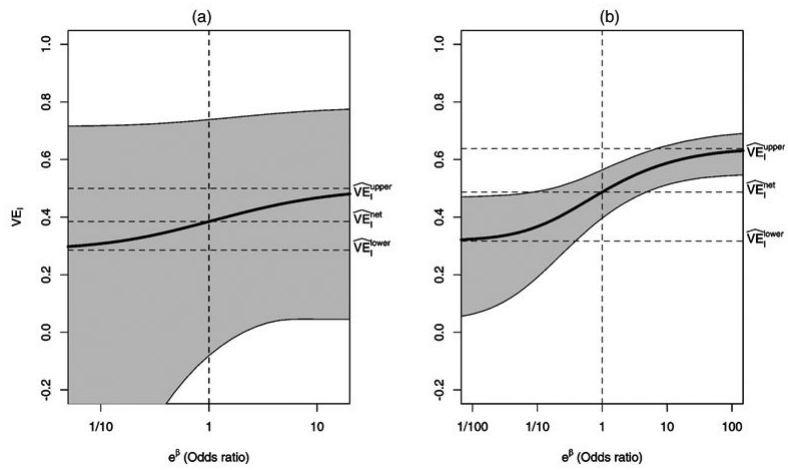 (a)
VE_I
1.0
0.8
0.6
0.4
0.2
0.0
-0.2
VE_I^upper
VE_I^net
VE_I^lower
1/10
1
10
e^β (Odds ratio)
(b)
1.0
0.8
0.6
0.4
0.2
0.0
-0.2
VE_I^upper
VE_I^net
VE_I^lower
1/100
1/10
1
10
100
e^β (Odds ratio)